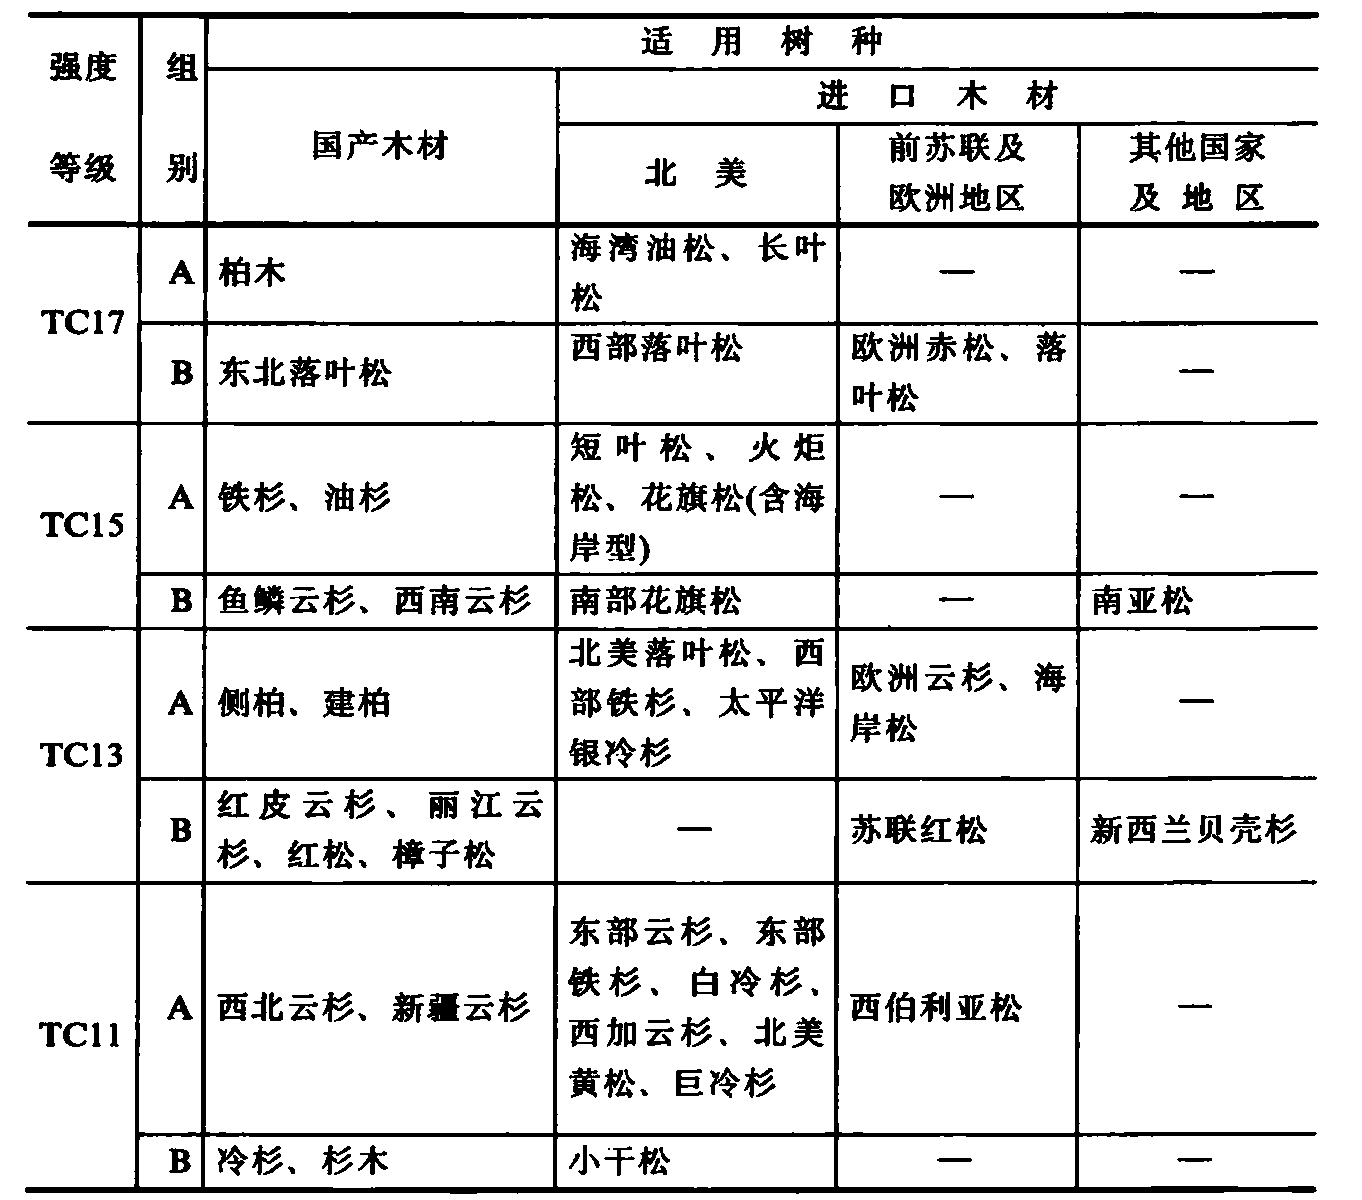 适用树种
强度
等级
组
别
进口木材
国产木材
北美
前苏联及
欧洲地区
其他国家
及地区
TC17
A
柏木
海湾油松、长叶
松
—
—
B
东北落叶松
西部落叶松
欧洲赤松、落
叶松
—
TC15
A
铁杉、油杉
短叶松、火炬
松、花旗松(含海
岸型)
—
—
B
鱼鳞云杉、西南云杉
南部花旗松
—
南亚松
TC13
A
侧柏、建柏
北美落叶松、西
部铁杉、太平洋
银冷杉
欧洲云杉、海
岸松
—
B
红皮云杉、丽江云
杉、红松、樟子松
—
苏联红松
新西兰贝壳杉
TC11
A
西北云杉、新疆云杉
东部云杉、东部
铁杉、白冷杉、
西加云杉、北美
黄松、巨冷杉
西伯利亚松
—
B
冷杉、杉木
小干松
—
—